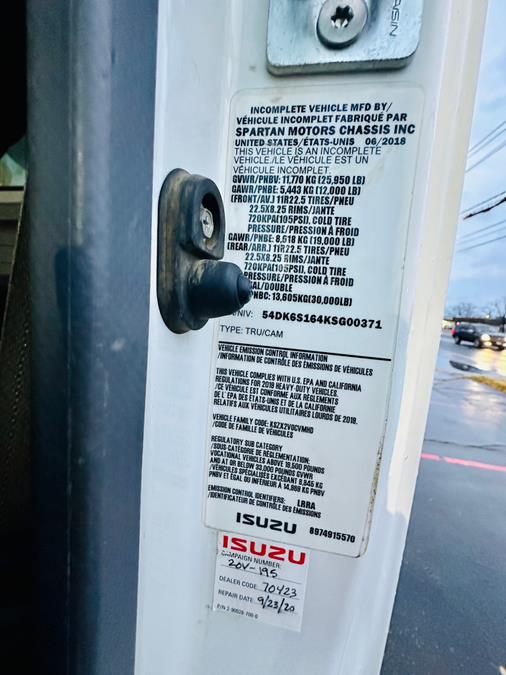 AISIN
INCOMPLETE VEHICLE MFD BY/
VÉHICULE INCOMPLET FABRIQUÉ PAR
SPARTAN MOTORS CHASSIS INC
UNITED STATES/ÉTATS-UNIS 06/2018
THIS VEHICLE IS AN INCOMPLETE
VEHICLE./LE VÉHICULE EST UN
VÉHICULE INCOMPLET.
GVWR/PNBV: 11,770 KG (25,950 LB)
GAWR/PNBE: 5,443 KG (12,000 LB)
(FRONT/AV.) 11R22.5 TIRES/PNEU
22.5X8.25 RIMS/JANTE
720KPA(105PSI), COLD TIRE
PRESSURE/PRESSION À FROID
GAWR/PNBE: 8,618 KG (19,000 LB)
(REAR/ARR.) 11R22.5 TIRES/PNEU
22.5X8.25 RIMS/JANTE
720KPA(105PSI), COLD TIRE
PRESSURE/PRESSION À FROID
/DOUBLE
PNBC: 13,605KG(30,000LB)
/NIV: 54DK6S164KSG00371
TYPE: TRU/CAM
VEHICLE EMISSION CONTROL INFORMATION
/INFORMATION DE CONTRÔLE DES ÉMISSIONS DE VÉHICULES
THIS VEHICLE COMPLIES WITH U.S. EPA AND CALIFORNIA
REGULATIONS FOR 2019 HEAVY-DUTY VEHICLES.
/CE VÉHICULE EST CONFORME AUX RÈGLEMENTS
DE L'EPA DES ÉTATS-UNIS ET DE LA CALIFORNIE
RELATIFS AUX VÉHICULES UTILITAIRES LOURDS DE 2019.
VEHICLE FAMILY CODE: KSZX2VOCVMHD
/CODE DE FAMILLE DE VÉHICULES
REGULATORY SUB CATEGORY
/SOUS-CATÉGORIE DE RÉGLEMENTATION:
VOCATIONAL VEHICLES ABOVE 19,500 POUNDS
AND AT OR BELOW 33,000 POUNDS GVWR
/VÉHICULES SPÉCIALISÉS EXCÉDANT 8,845 KG
PNBV ET ÉGAL OU INFÉRIEUR À 14,969 KG PNBV
EMISSION CONTROL IDENTIFIERS: LRRA
/IDENTIFICATEUR DE CONTRÔLE DES ÉMISSIONS
ISUZU 8974915570
ISUZU
CAMPAIGN NUMBER:
20V-195
DEALER CODE: 70423
REPAIR DATE: 9/23/20
P/N 2-90028-700-0